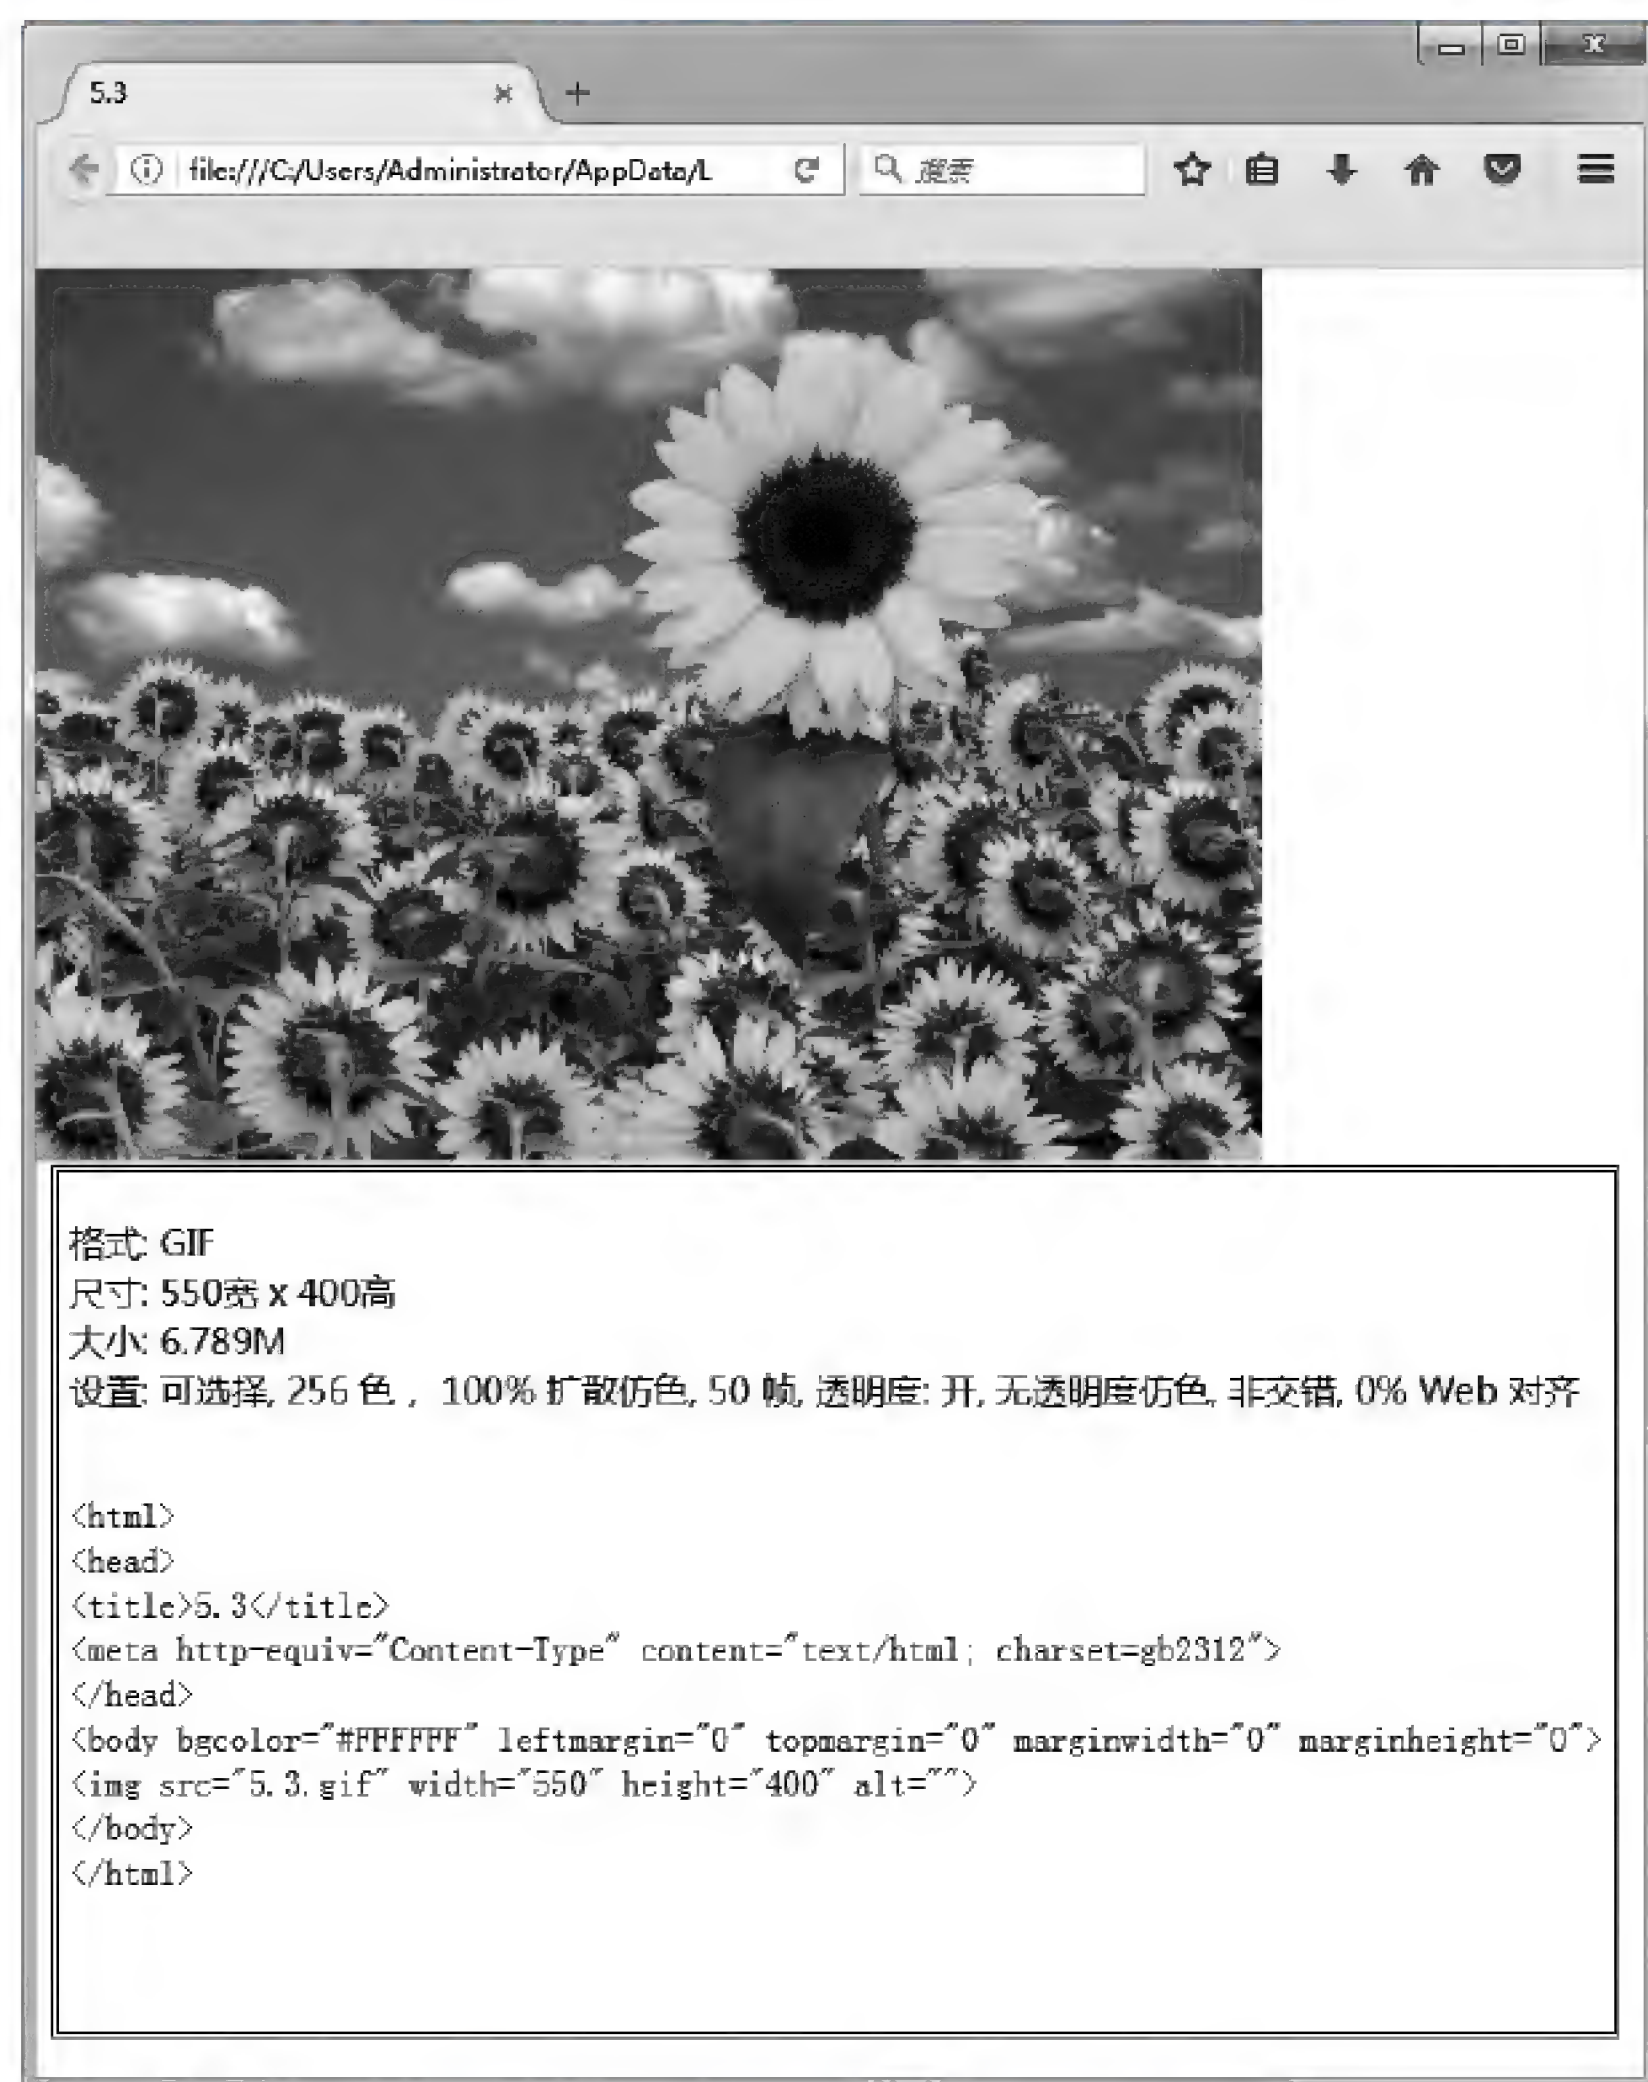 5.3
file:///C:/Users/Administrator/AppData/L
搜索
格式: GIF
尺寸: 550宽 x 400高
大小: 6.789M
设置: 可选择, 256 色 ,  100% 扩散仿色, 50 帧, 透明度: 开, 无透明度仿色, 非交错, 0% Web 对齐
<html>
<head>
<title>5.3</title>
<meta http-equiv="Content-Type" content="text/html; charset=gb2312">
</head>
<body bgcolor="#FFFFFF" leftmargin="0" topmargin="0" marginwidth="0" marginheight="0">
<img src="5.3.gif" width="550" height="400" alt="">
</body>
</html>